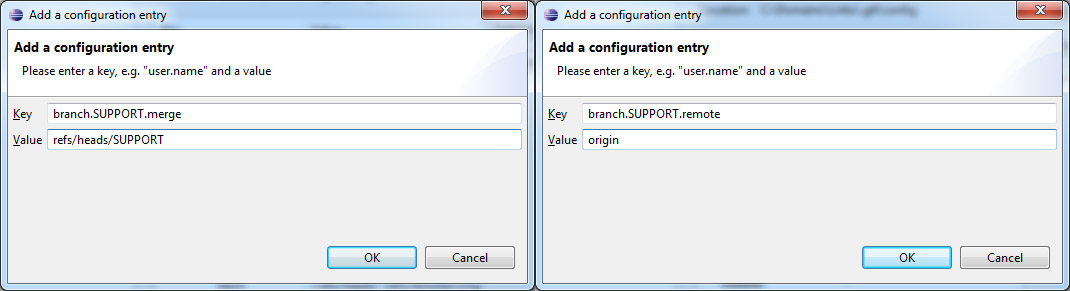 Add a configuration entry
Add a configuration entry
Please enter a key, e.g. "user.name" and a value
Key branch.SUPPORT.merge
Value refs/heads/SUPPORT
OK Cancel
Add a configuration entry
Add a configuration entry
Please enter a key, e.g. "user.name" and a value
Key branch.SUPPORT.remote
Value origin
OK Cancel